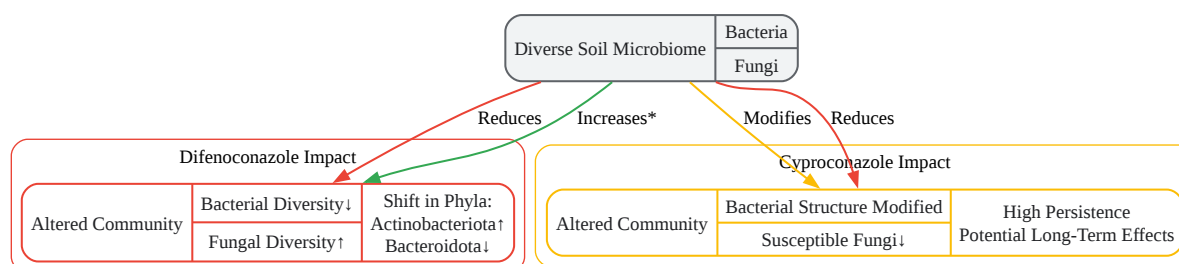 Diverse Soil Microbiome
Bacteria
Fungi
Reduces
Increases*
Modifies
Reduces
Difenoconazole Impact
Altered Community
Bacterial Diversity↓
Fungal Diversity↑
Shift in Phyla:
Actinobacteriota↑
Bacteroidota↓
Cyproconazole Impact
Altered Community
Bacterial Structure Modified
Susceptible Fungi↓
High Persistence
Potential Long-Term Effects